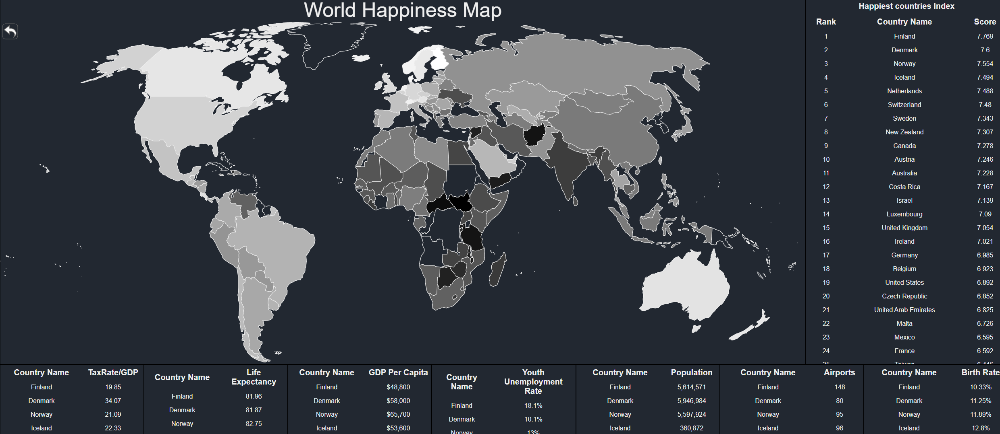 World Happiness Map
Happiest countries Index
Rank Country Name Score
1 Finland 7.769
2 Denmark 7.6
3 Norway 7.554
4 Iceland 7.494
5 Netherlands 7.488
6 Switzerland 7.48
7 Sweden 7.343
8 New Zealand 7.307
9 Canada 7.278
10 Austria 7.246
11 Australia 7.228
12 Costa Rica 7.167
13 Israel 7.139
14 Luxembourg 7.09
15 United Kingdom 7.054
16 Ireland 7.021
17 Germany 6.985
18 Belgium 6.923
19 United States 6.892
20 Czech Republic 6.852
21 United Arab Emirates 6.825
22 Malta 6.726
23 Mexico 6.595
24 France 6.592
25 Taiwan 6.446
Country Name TaxRate/GDP
Finland 19.85
Denmark 34.07
Norway 21.09
Iceland 22.33
Country Name Life
Expectancy
Finland 81.96
Denmark 81.87
Norway 82.75
Country Name GDP Per Capita
Finland $48,800
Denmark $58,000
Norway $65,700
Iceland $53,600
Country
Name
Youth
Unemployment
Rate
Finland 18.1%
Denmark 10.1%
Norway 13%
Country Name Population
Finland 5,614,571
Denmark 5,946,984
Norway 5,597,924
Iceland 360,872
Country Name Airports
Finland 148
Denmark 80
Norway 95
Iceland 96
Country Name Birth Rate
Finland 10.33%
Denmark 11.25%
Norway 11.89%
Iceland 12.8%